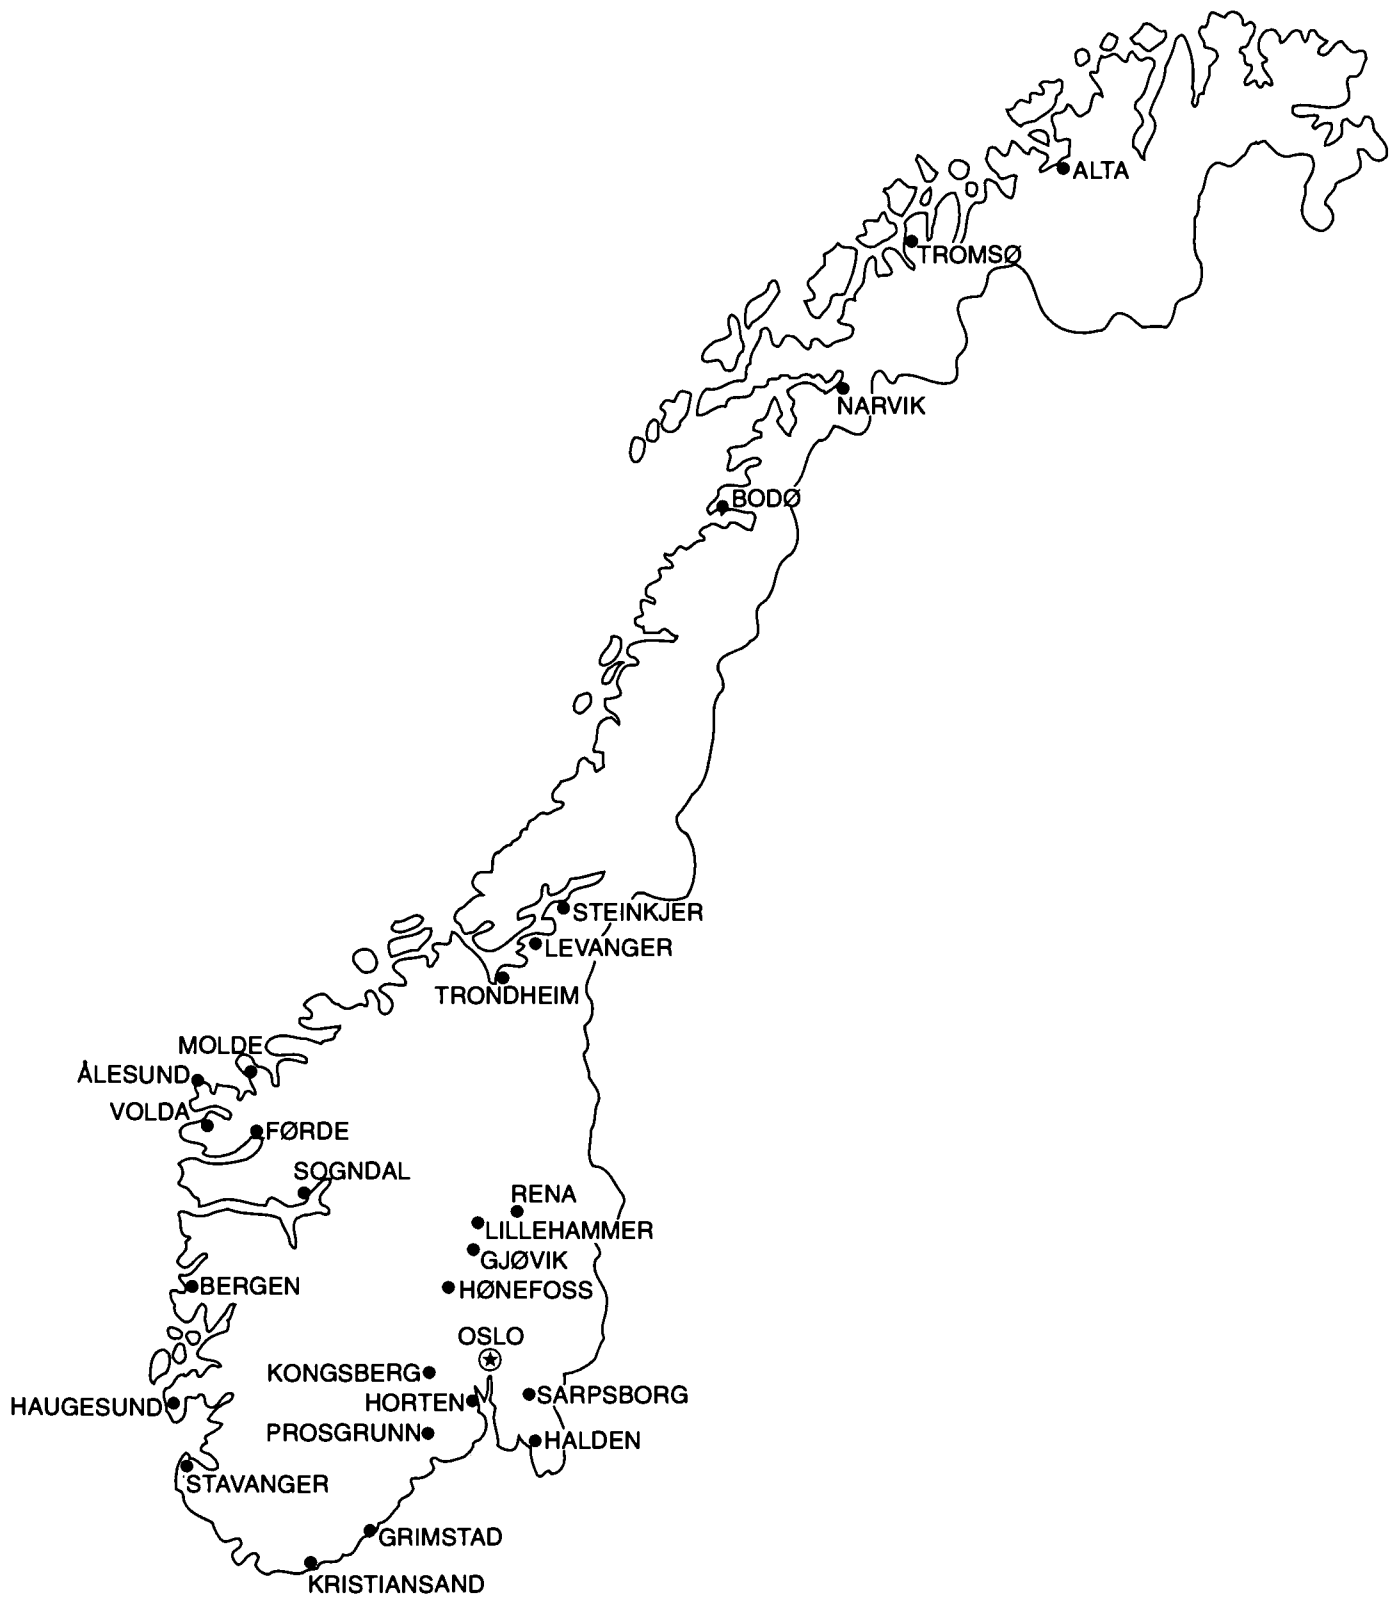 ALTA
TROMSØ
NARVIK
BODØ
STEINKJER
LEVANGER
TRONDHEIM
MOLDE
ÅLESUND
VOLDA
FØRDE
SOGNDAL
RENA
LILLEHAMMER
GJØVIK
BERGEN
HØNEFOSS
OSLO
KONGSBERG
SARPSBORG
HORTEN
HAUGESUND
PROSGRUNN
HALDEN
STAVANGER
GRIMSTAD
KRISTIANSAND